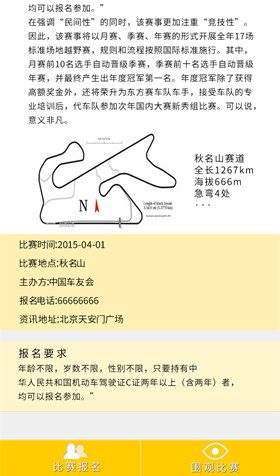 均可以报名参加。”
在强调“民间性”的同时，该赛事更加注重“竞技性”。
因此，该赛事将以月赛、季赛、年赛的形式开展全年17场
标准场地越野赛，规则和流程按照国际标准施行。其中，
月赛前10名选手自动晋级季赛，季赛前十名选手自动晋级
年赛，并最终产生出年度冠军第一名。年度冠军除了获得
高额奖金外，还将荣升为东方赛车队车手，接受车队的专
业培训后，代车队参加次年国内大赛新秀组比赛。可以说，
意义非凡。
秋名山赛道
全长1267km
海拔666m
急弯4处
...
N
Length of black layout
比赛时间:2015-04-01
比赛地点:秋名山
主办方:中国车友会
报名电话:66666666
资讯地址:北京天安门广场
报名要求
年龄不限，岁数不限，性别不限，只要持有中
华人民共和国机动车驾驶证C证两年以上（含两年）者，
均可以报名参加。”
比赛报名
围观比赛